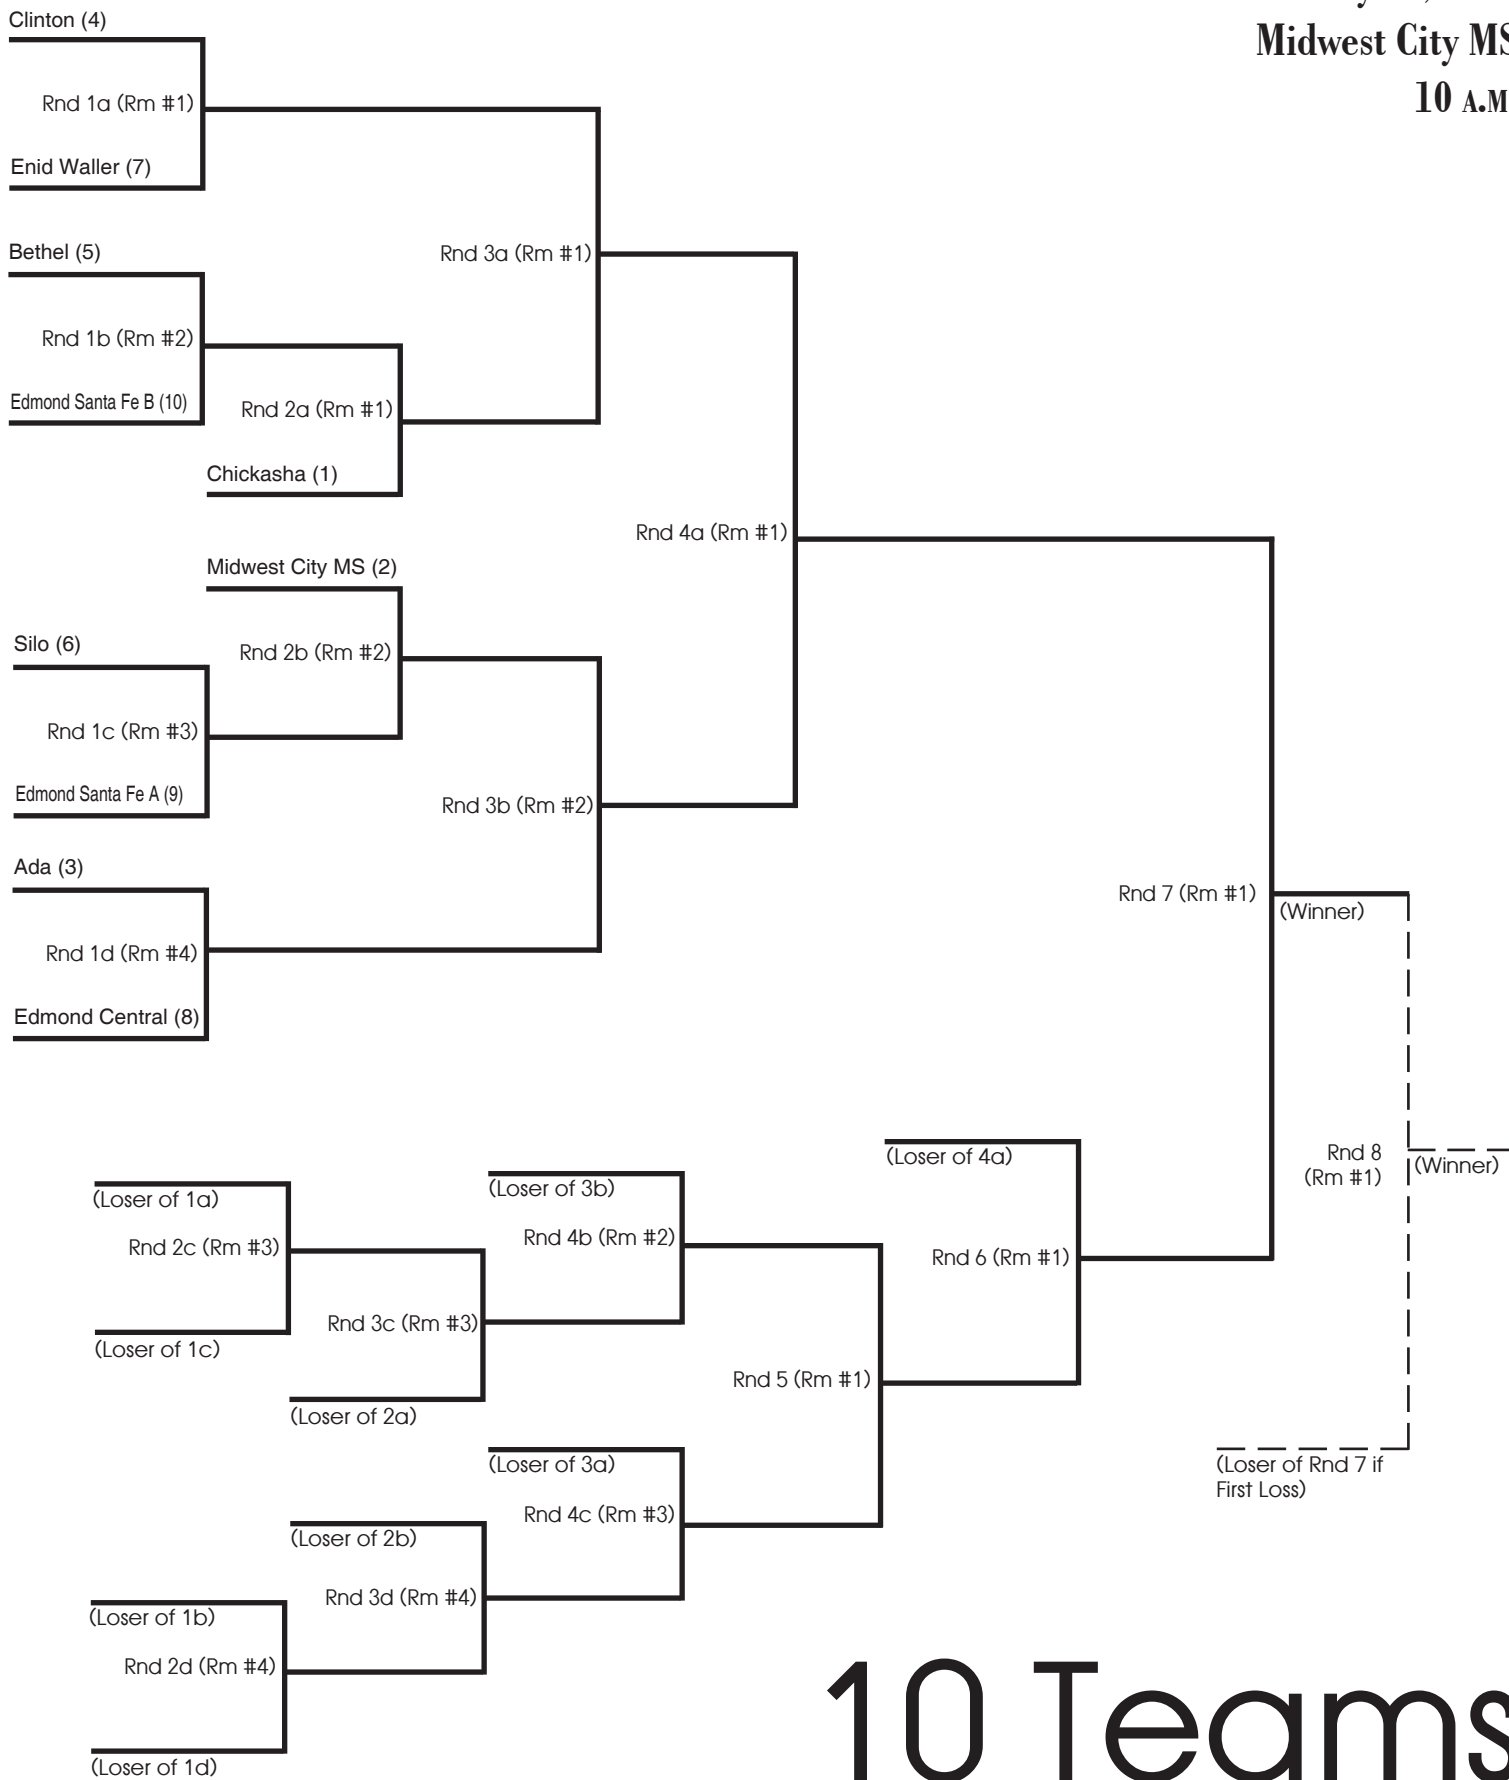 Midwest City MS
10 A.M
Clinton (4)
Rnd 1a (Rm #1)
Enid Waller (7)
Bethel (5)
Rnd 3a (Rm #1)
Rnd 1b (Rm #2)
Edmond Santa Fe B (10)
Rnd 2a (Rm #1)
Chickasha (1)
Rnd 4a (Rm #1)
Midwest City MS (2)
Silo (6)
Rnd 2b (Rm #2)
Rnd 1c (Rm #3)
Edmond Santa Fe A (9)
Rnd 3b (Rm #2)
Ada (3)
Rnd 7 (Rm #1)
(Winner)
Rnd 1d (Rm #4)
Edmond Central (8)
(Loser of 4a)
Rnd 8
(Rm #1)
(Winner)
(Loser of 1a)
(Loser of 3b)
Rnd 2c (Rm #3)
Rnd 4b (Rm #2)
Rnd 6 (Rm #1)
Rnd 3c (Rm #3)
(Loser of 1c)
Rnd 5 (Rm #1)
(Loser of 2a)
(Loser of 3a)
(Loser of Rnd 7 if
First Loss)
Rnd 4c (Rm #3)
(Loser of 2b)
Rnd 3d (Rm #4)
(Loser of 1b)
Rnd 2d (Rm #4)
(Loser of 1d)
10 Teams